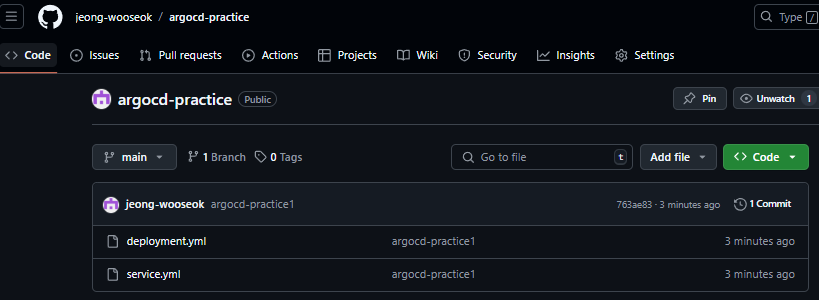 jeong-wooseok / argocd-practice
Type /
Code Issues Pull requests Actions Projects Wiki Security Insights Settings
argocd-practice Public Pin Unwatch 1
main 1 Branch 0 Tags Go to file t Add file Code
jeong-wooseok argocd-practice1 763ae83 · 3 minutes ago 1 Commit
deployment.yml argocd-practice1 3 minutes ago
service.yml argocd-practice1 3 minutes ago